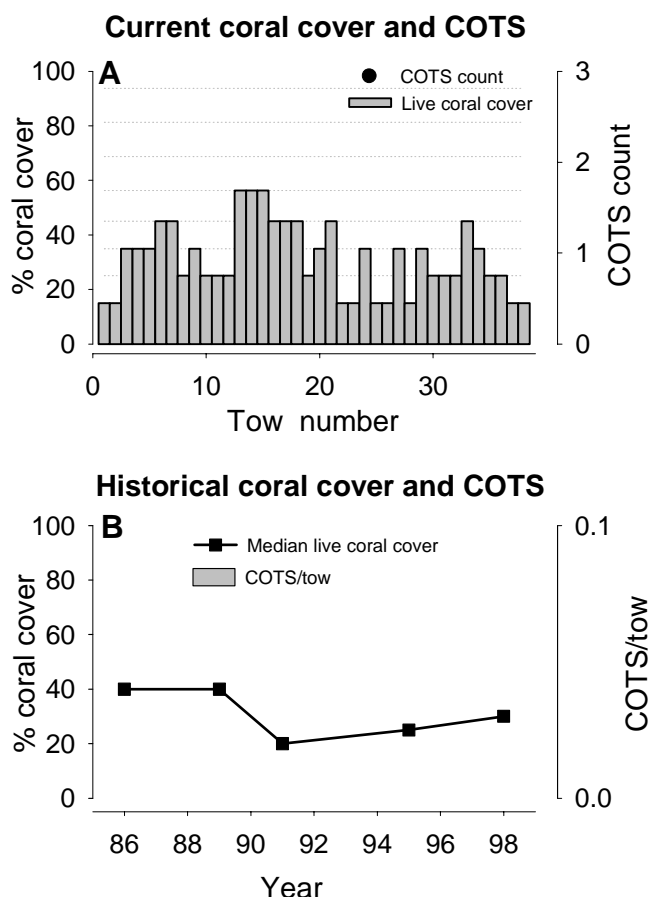 Current coral cover and COTS
A
% coral cover
100
80
60
40
20
0
COTS count
Live coral cover
3
2
1
0
COTS count
0 10 20 30
Tow number
Historical coral cover and COTS
B
% coral cover
100
80
60
40
20
0
Median live coral cover
COTS/tow
0.1
0.0
COTS/tow
86 88 90 92 94 96 98
Year